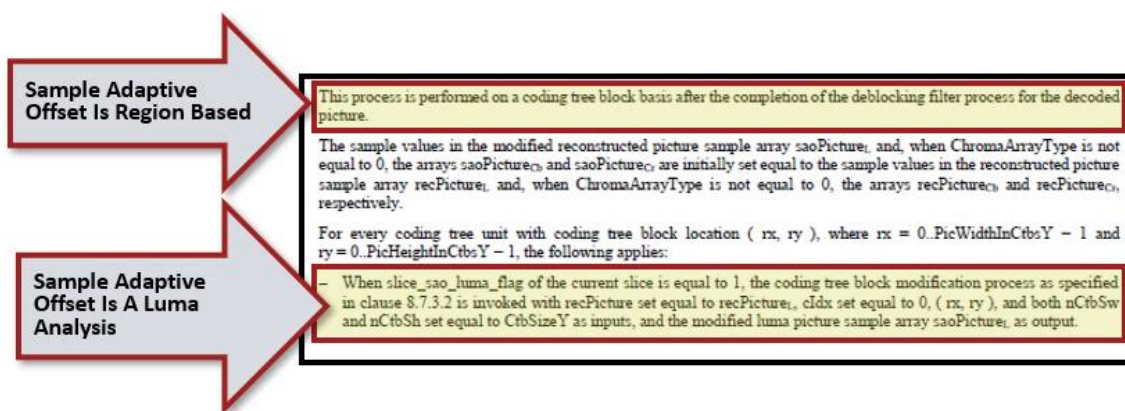 Sample Adaptive
Offset Is Region Based
This process is performed on a coding tree block basis after the completion of the deblocking filter process for the decoded
picture.
The sample values in the modified reconstructed picture sample array saoPictureL and, when ChromaArrayType is not
equal to 0, the arrays saoPictureCb and saoPictureCr are initially set equal to the sample values in the reconstructed picture
sample array recPictureL and, when ChromaArrayType is not equal to 0, the arrays recPictureCb and recPictureCr,
respectively.
For every coding tree unit with coding tree block location ( rx, ry ), where rx = 0..PicWidthInCtbsY − 1 and
ry = 0..PicHeightInCtbsY − 1, the following applies:
Sample Adaptive
Offset Is A Luma
Analysis
– When slice_sao_luma_flag of the current slice is equal to 1, the coding tree block modification process as specified
in clause 8.7.3.2 is invoked with recPicture set equal to recPictureL, cIdx set equal to 0, ( rx, ry ), and both nCtbSw
and nCtbSh set equal to CtbSizeY as inputs, and the modified luma picture sample array saoPictureL as output.